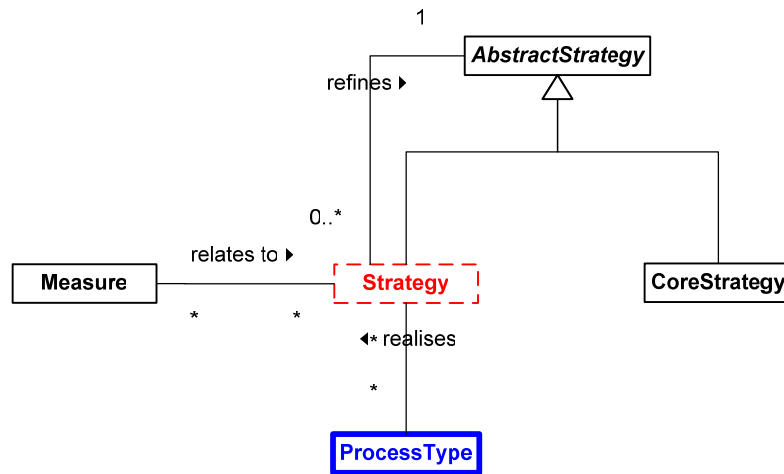 1
AbstractStrategy
refines ▶
0..*
relates to ▶
Measure
Strategy
CoreStrategy
* *
◀* realises
*
ProcessType